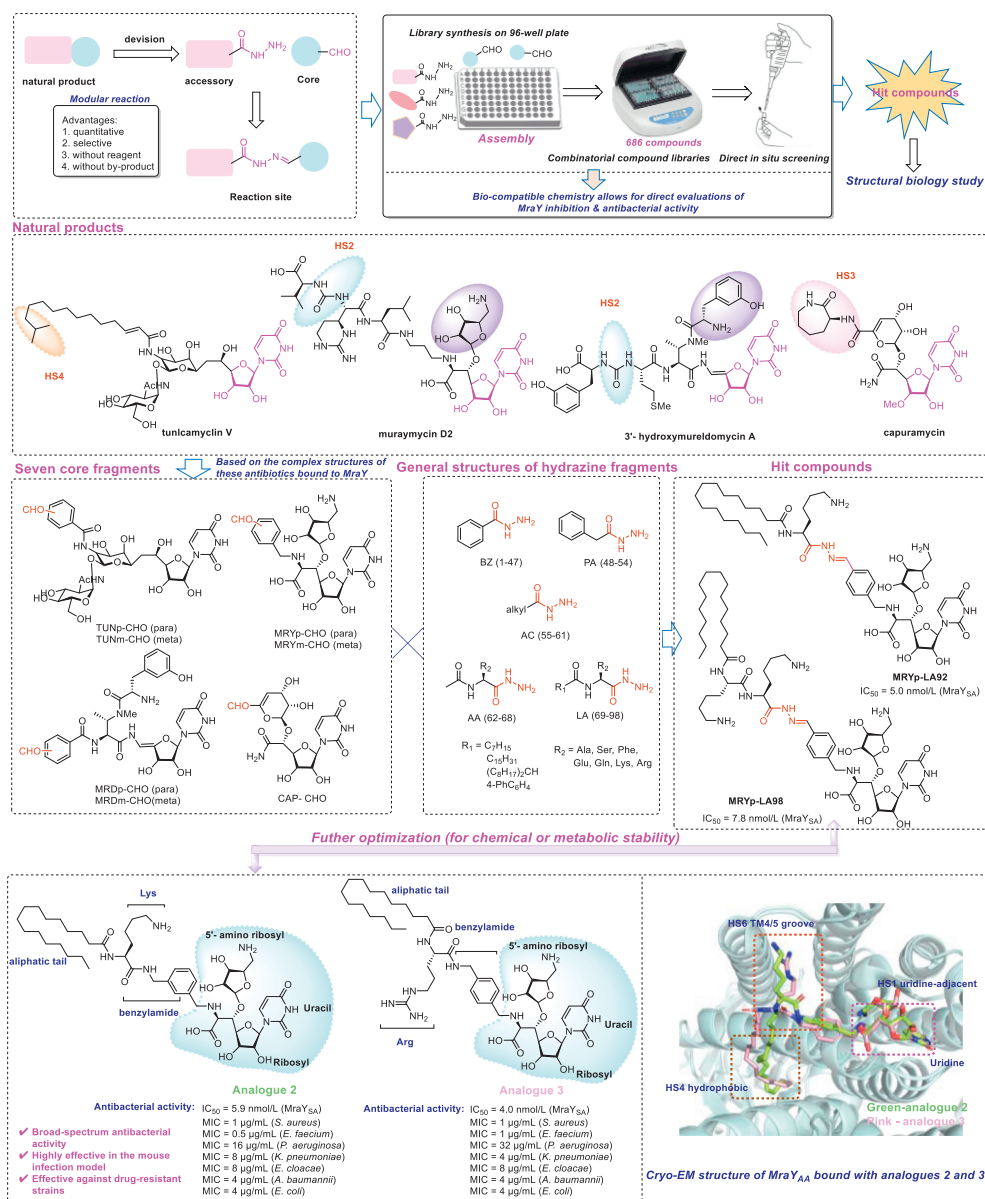 devision
natural product
accessory
Core
O
NH2
N
H
CHO
Modular reaction
Advantages:
1. quantitative
2. selective
3. without reagent
4. without by-product
Reaction site
Library synthesis on 96-well plate
CHO
CHO
Assembly
686 compounds
Combinatorial compound libraries
Direct in situ screening
Bio-compatible chemistry allows for direct evaluations of
MraY inhibition & antibacterial activity
Hit compounds
Structural biology study
Natural products
HS2
HS2
HS3
HS4
tunIcamyclin V
muraymycin D2
3'- hydroxymureldomycin A
capuramycin
Seven core fragments
Based on the complex structures of
these antibiotics bound to MraY
General structures of hydrazine fragments
Hit compounds
TUNp-CHO (para)
TUNm-CHO (meta)
MRYp-CHO (para)
MRYm-CHO (meta)
MRDp-CHO (para)
MRDm-CHO(meta)
CAP- CHO
BZ (1-47)
PA (48-54)
alkyl
AC (55-61)
AA (62-68)
LA (69-98)
R1 = C7H15
C15H31
(C8H17)2CH
4-PhC6H4
R2 = Ala, Ser, Phe,
Glu, Gln, Lys, Arg
MRYp-LA92
IC50 = 5.0 nmol/L (MraYSA)
MRYp-LA98
IC50 = 7.8 nmol/L (MraYSA)
Futher optimization (for chemical or metabolic stability)
Lys
aliphatic tail
benzylamide
5'- amino ribosyl
Uracil
Ribosyl
Analogue 2
Antibacterial activity:
IC50 = 5.9 nmol/L (MraYSA)
MIC = 1 µg/mL (S. aureus)
MIC = 0.5 µg/mL (E. faecium)
MIC = 16 µg/mL (P. aeruginosa)
MIC = 8 µg/mL (K. pneumoniae)
MIC = 8 µg/mL (E. cloacae)
MIC = 4 µg/mL (A. baumannii)
MIC = 4 µg/mL (E. coli)
✔ Broad-spectrum antibacterial
activity
✔ Highly effective in the mouse
infection model
✔ Effective against drug-resistant
strains
aliphatic tail
benzylamide
5'- amino ribosyl
Arg
Uracil
Ribosyl
Analogue 3
Antibacterial activity:
IC50 = 4.0 nmol/L (MraYSA)
MIC = 1 µg/mL (S. aureus)
MIC = 1 µg/mL (E. faecium)
MIC = 32 µg/mL (P. aeruginosa)
MIC = 4 µg/mL (K. pneumoniae)
MIC = 8 µg/mL (E. cloacae)
MIC = 4 µg/mL (A. baumannii)
MIC = 4 µg/mL (E. coli)
HS6 TM4/5 groove
HS1 uridine-adjacent
Uridine
HS4 hydrophobic
Green-analogue 2
Pink - analogue 3
Cryo-EM structure of MraYAA bound with analogues 2 and 3